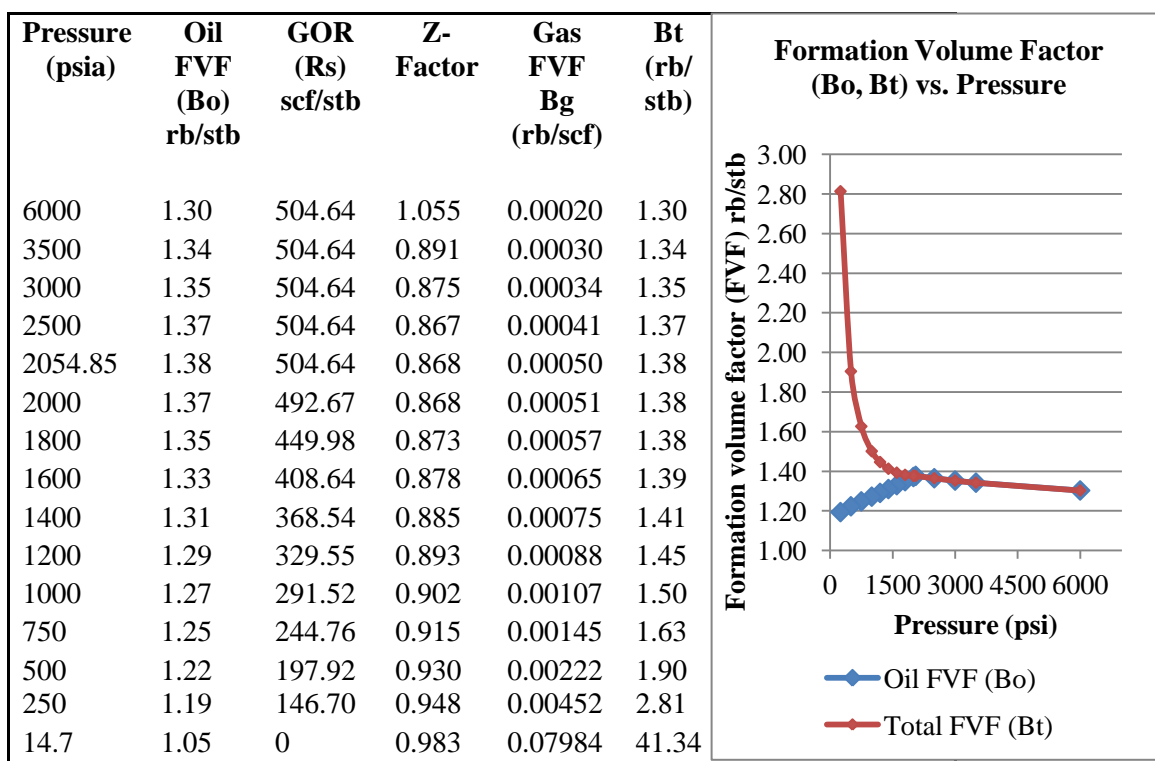 Pressure (psia) Oil FVF (Bo) rb/stb GOR (Rs) scf/stb Z-Factor Gas FVF Bg (rb/scf) Bt (rb/ stb)
6000 1.30 504.64 1.055 0.00020 1.30
3500 1.34 504.64 0.891 0.00030 1.34
3000 1.35 504.64 0.875 0.00034 1.35
2500 1.37 504.64 0.867 0.00041 1.37
2054.85 1.38 504.64 0.868 0.00050 1.38
2000 1.37 492.67 0.868 0.00051 1.38
1800 1.35 449.98 0.873 0.00057 1.38
1600 1.33 408.64 0.878 0.00065 1.39
1400 1.31 368.54 0.885 0.00075 1.41
1200 1.29 329.55 0.893 0.00088 1.45
1000 1.27 291.52 0.902 0.00107 1.50
750 1.25 244.76 0.915 0.00145 1.63
500 1.22 197.92 0.930 0.00222 1.90
250 1.19 146.70 0.948 0.00452 2.81
14.7 1.05 0 0.983 0.07984 41.34
Formation Volume Factor
(Bo, Bt) vs. Pressure
Formation volume factor (FVF) rb/stb
3.00
2.80
2.60
2.40
2.20
2.00
1.80
1.60
1.40
1.20
1.00
0 1500 3000 4500 6000
Pressure (psi)
Oil FVF (Bo)
Total FVF (Bt)